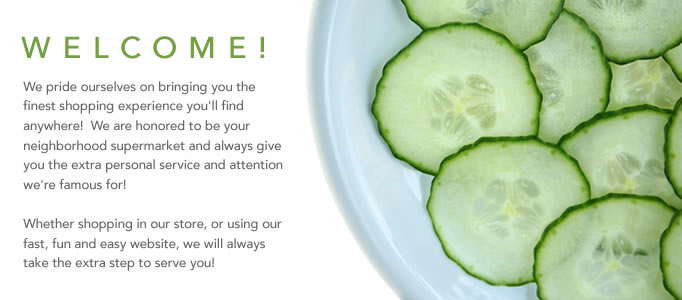 WELCOME!
We pride ourselves on bringing you the
finest shopping experience you'll find
anywhere!  We are honored to be your
neighborhood supermarket and always give
you the extra personal service and attention
we're famous for!
Whether shopping in our store, or using our
fast, fun and easy website, we will always
take the extra step to serve you!